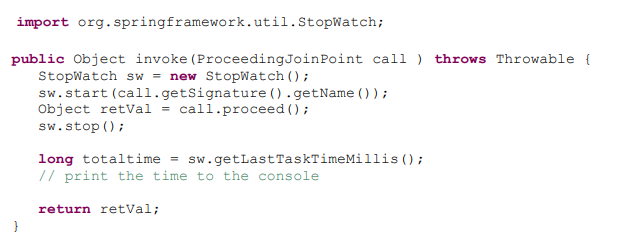 import org.springframework.util.StopWatch;
public Object invoke(ProceedingJoinPoint call ) throws Throwable {
StopWatch sw = new StopWatch();
sw.start(call.getSignature().getName());
Object retVal = call.proceed();
sw.stop();
long totaltime = sw.getLastTaskTimeMillis();
// print the time to the console
return retVal;
}